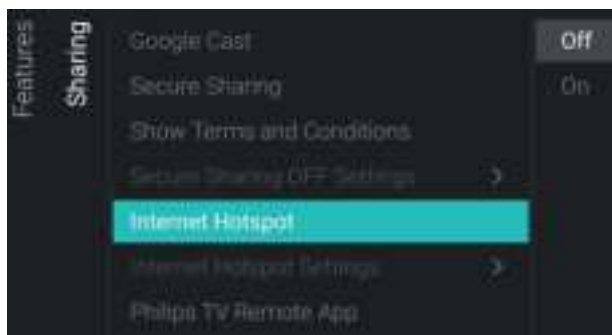 Features
Sharing
Google Cast
Secure Sharing
Show Terms and Conditions
Secure Sharing OFF Settings
Internet Hotspot
Internet Hotspot Settings
Philips TV Remote App
Off
On